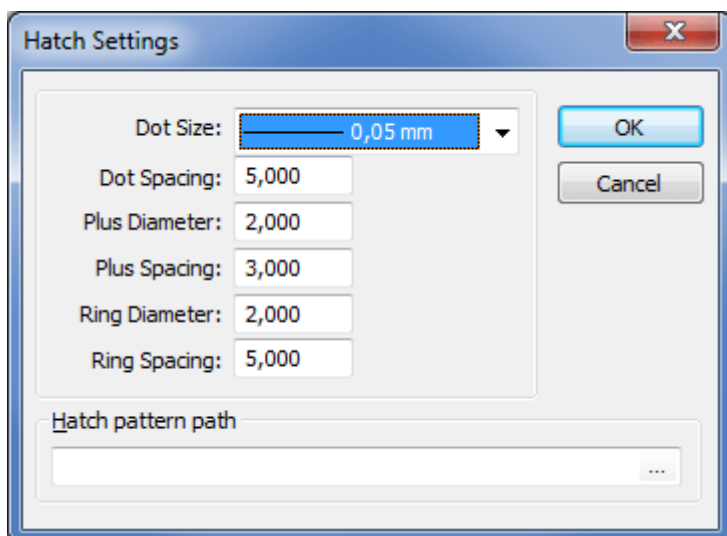 Hatch Settings
Dot Size: 0,05 mm
OK
Dot Spacing: 5,000
Cancel
Plus Diameter: 2,000
Plus Spacing: 3,000
Ring Diameter: 2,000
Ring Spacing: 5,000
Hatch pattern path
...